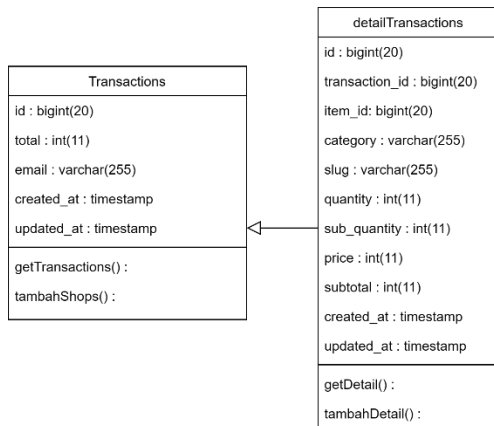 Transactions
id : bigint(20)
total : int(11)
email : varchar(255)
created_at : timestamp
updated_at : timestamp
getTransactions() :
tambahShops() :
detailTransactions
id : bigint(20)
transaction_id : bigint(20)
item_id: bigint(20)
category : varchar(255)
slug : varchar(255)
quantity : int(11)
sub_quantity : int(11)
price : int(11)
subtotal : int(11)
created_at : timestamp
updated_at : timestamp
getDetail() :
tambahDetail() :